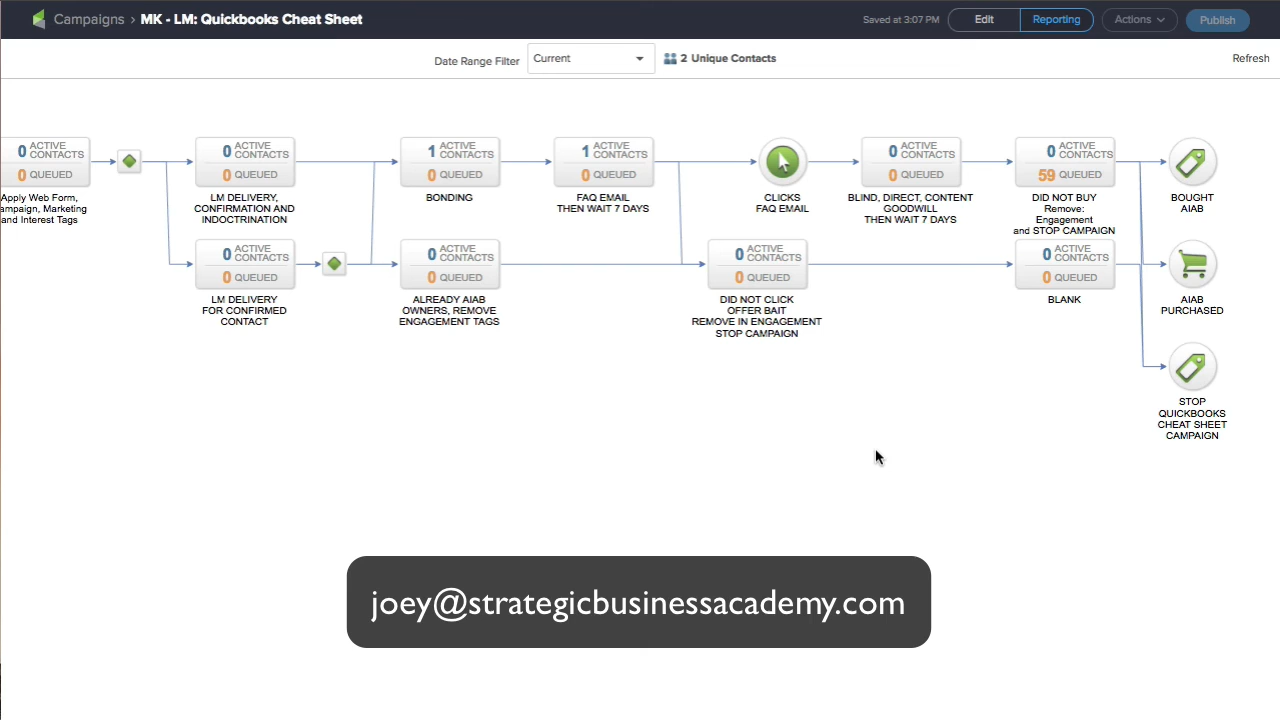 Campaigns › MK - LM: Quickbooks Cheat Sheet
Saved at 3:07 PM
Edit
Reporting
Actions
Publish
Date Range Filter
Current
2 Unique Contacts
Refresh
0 ACTIVE CONTACTS
0 QUEUED
Apply Web Form,
ampaign, Marketing
and Interest Tags
0 ACTIVE CONTACTS
0 QUEUED
LM DELIVERY,
CONFIRMATION AND
INDOCTRINATION
1 ACTIVE CONTACTS
0 QUEUED
BONDING
1 ACTIVE CONTACTS
0 QUEUED
FAQ EMAIL
THEN WAIT 7 DAYS
CLICKS
FAQ EMAIL
0 ACTIVE CONTACTS
0 QUEUED
BLIND, DIRECT, CONTENT
GOODWILL
THEN WAIT 7 DAYS
0 ACTIVE CONTACTS
59 QUEUED
DID NOT BUY
Remove:
Engagement
and STOP CAMPAIGN
BOUGHT
AIAB
0 ACTIVE CONTACTS
0 QUEUED
LM DELIVERY
FOR CONFIRMED
CONTACT
0 ACTIVE CONTACTS
0 QUEUED
ALREADY AIAB
OWNERS, REMOVE
ENGAGEMENT TAGS
0 ACTIVE CONTACTS
0 QUEUED
DID NOT CLICK
OFFER BAIT
REMOVE IN ENGAGEMENT
STOP CAMPAIGN
0 ACTIVE CONTACTS
0 QUEUED
BLANK
AIAB
PURCHASED
STOP
QUICKBOOKS
CHEAT SHEET
CAMPAIGN
joey@strategicbusinessacademy.com